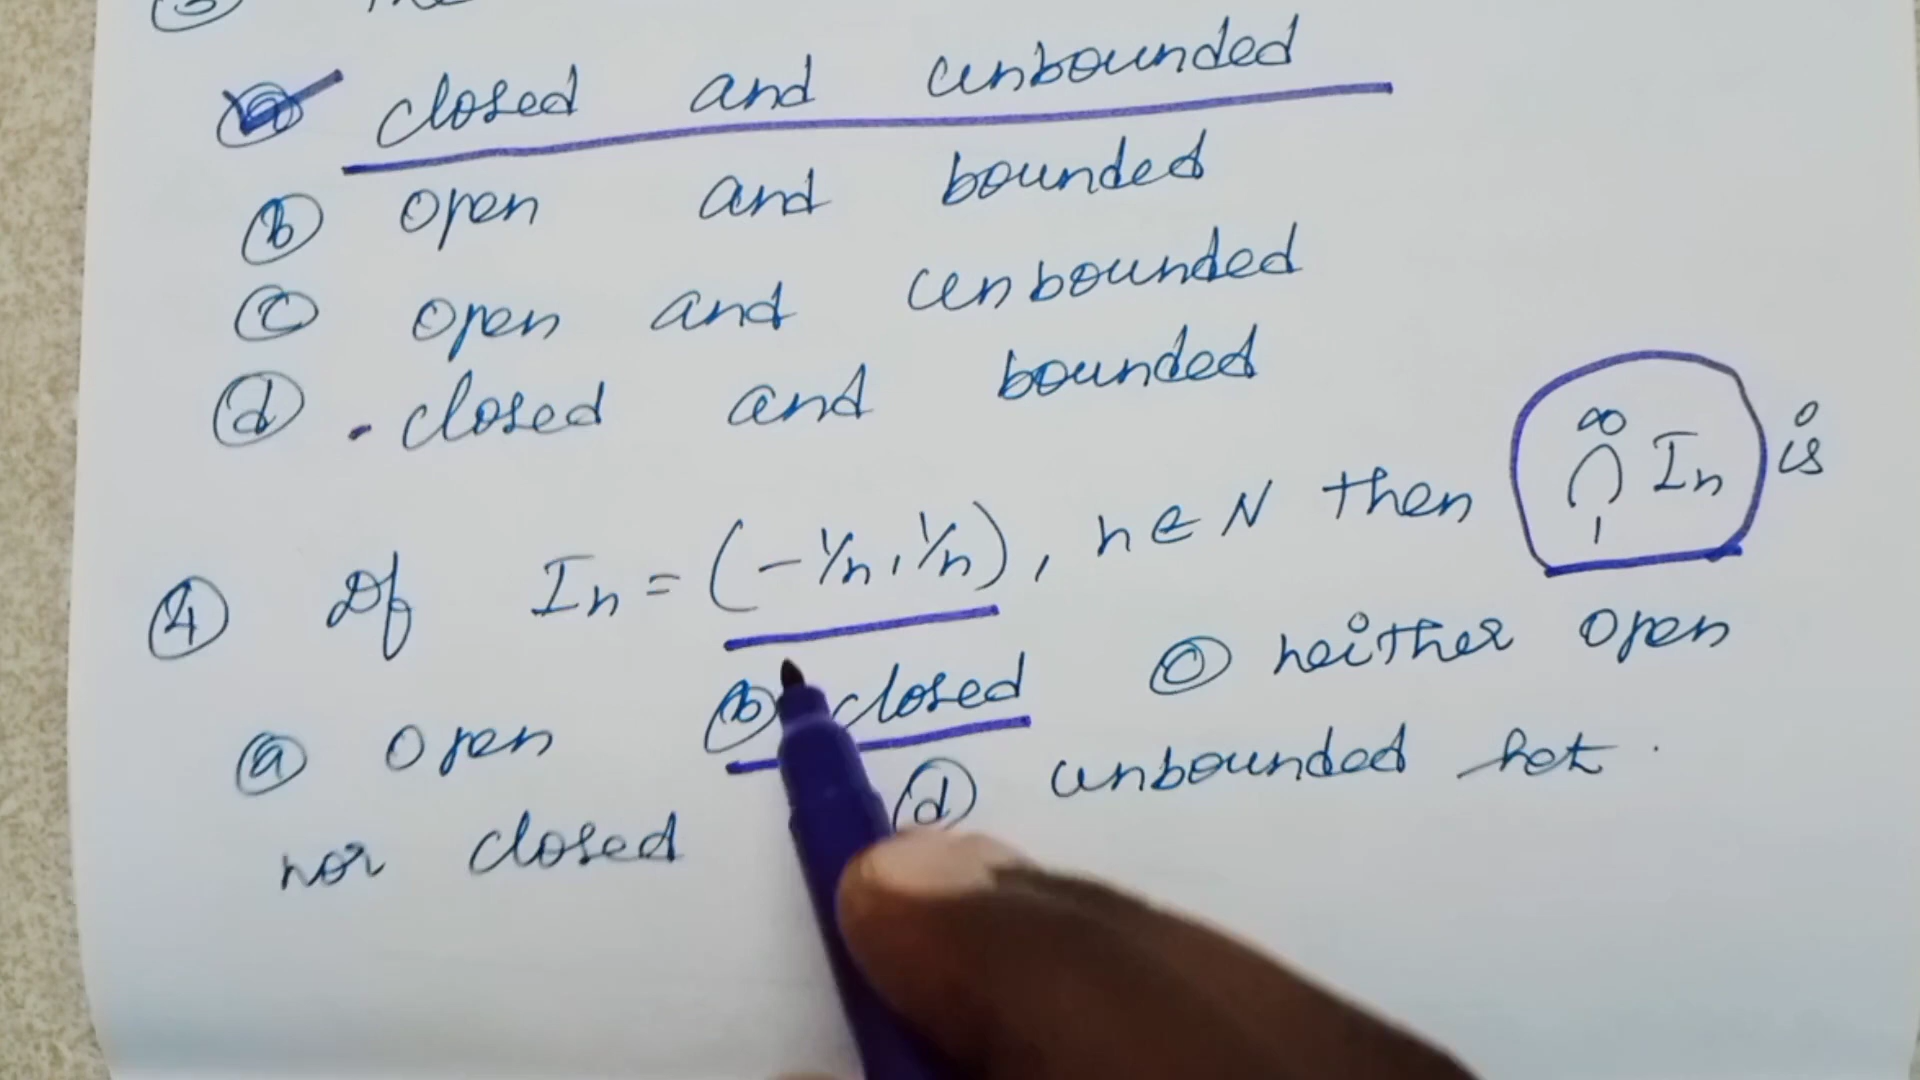 ⓐ closed and unbounded
ⓑ open and bounded
ⓒ open and unbounded
ⓓ closed and bounded
④ If In = (-1/n, 1/n), n∈N then ∞∩1 In is
ⓐ open ⓑ closed ⓒ neither open
nor closed ⓓ unbounded set.